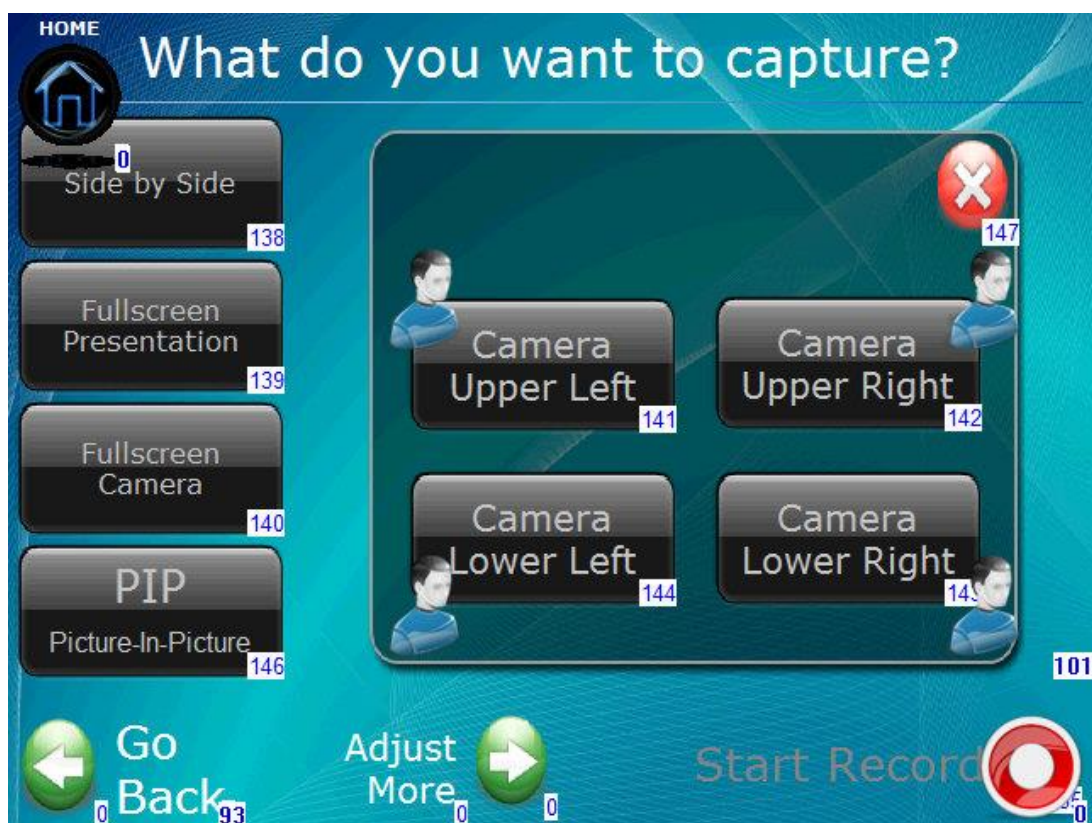 HOME
What do you want to capture?
0
Side by Side
138
147
Fullscreen
Presentation
139
Camera
Upper Left
141
Camera
Upper Right
142
Fullscreen
Camera
140
Camera
Lower Left
144
Camera
Lower Right
PIP
Picture-In-Picture
146
101
Go
Back
0
93
Adjust
More
0
0
Start Record
0